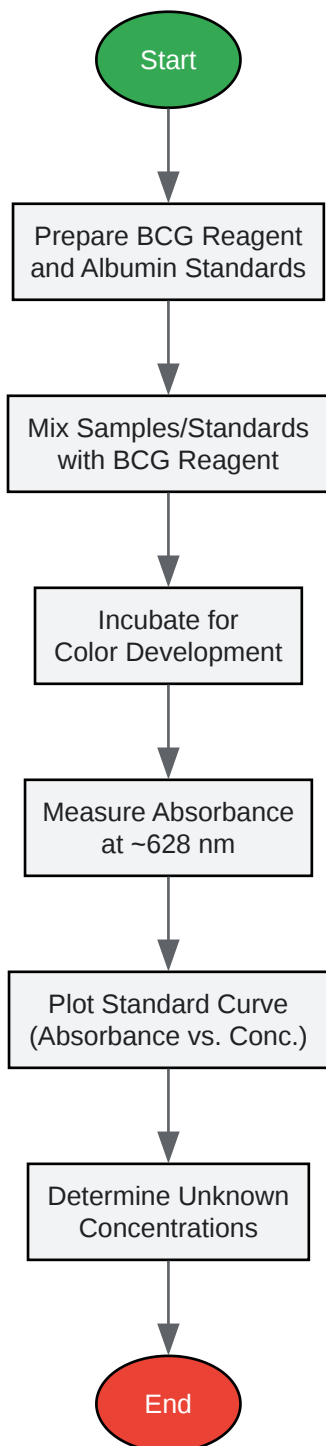 Start
Prepare BCG Reagent
and Albumin Standards
Mix Samples/Standards
with BCG Reagent
Incubate for
Color Development
Measure Absorbance
at ~628 nm
Plot Standard Curve
(Absorbance vs. Conc.)
Determine Unknown
Concentrations
End